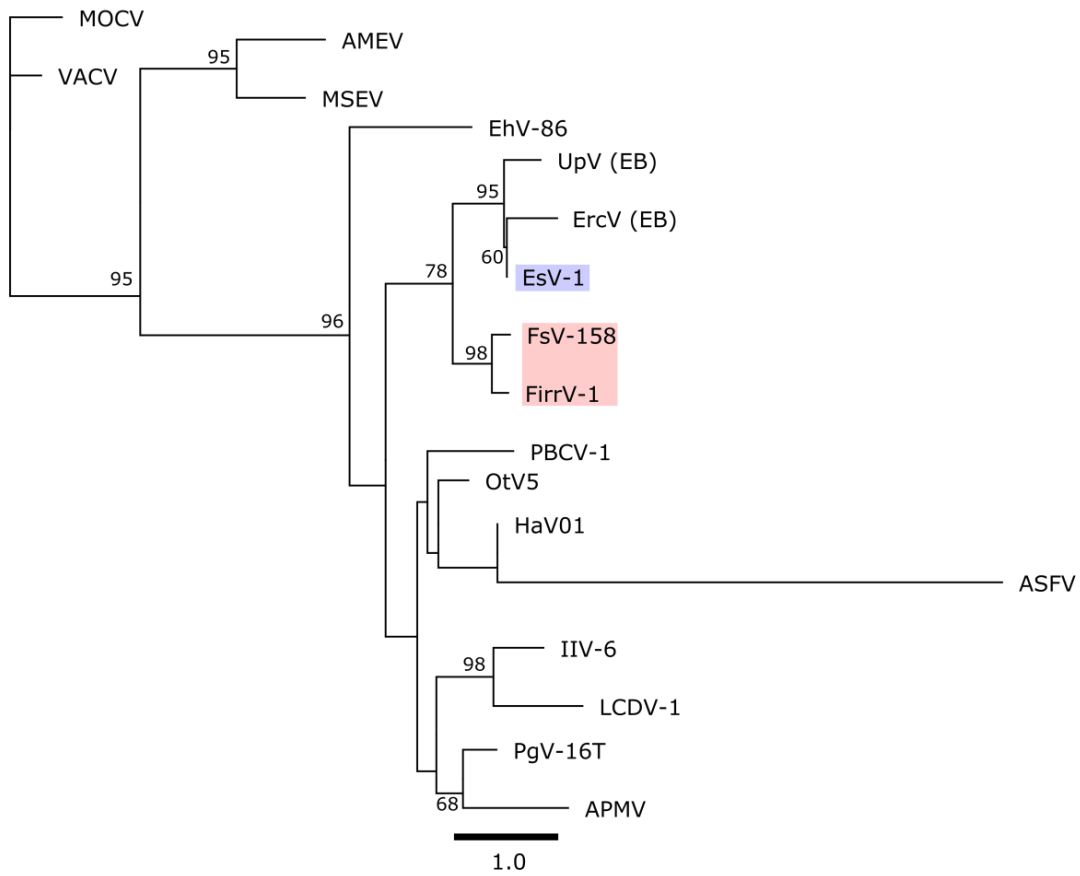 MOCV
AMEV
95
VACV
MSEV
EhV-86
UpV (EB)
95
ErcV (EB)
60
95
78
EsV-1
96
FsV-158
98
FirrV-1
PBCV-1
OtV5
HaV01
ASFV
IIV-6
98
LCDV-1
PgV-16T
68
APMV
1.0